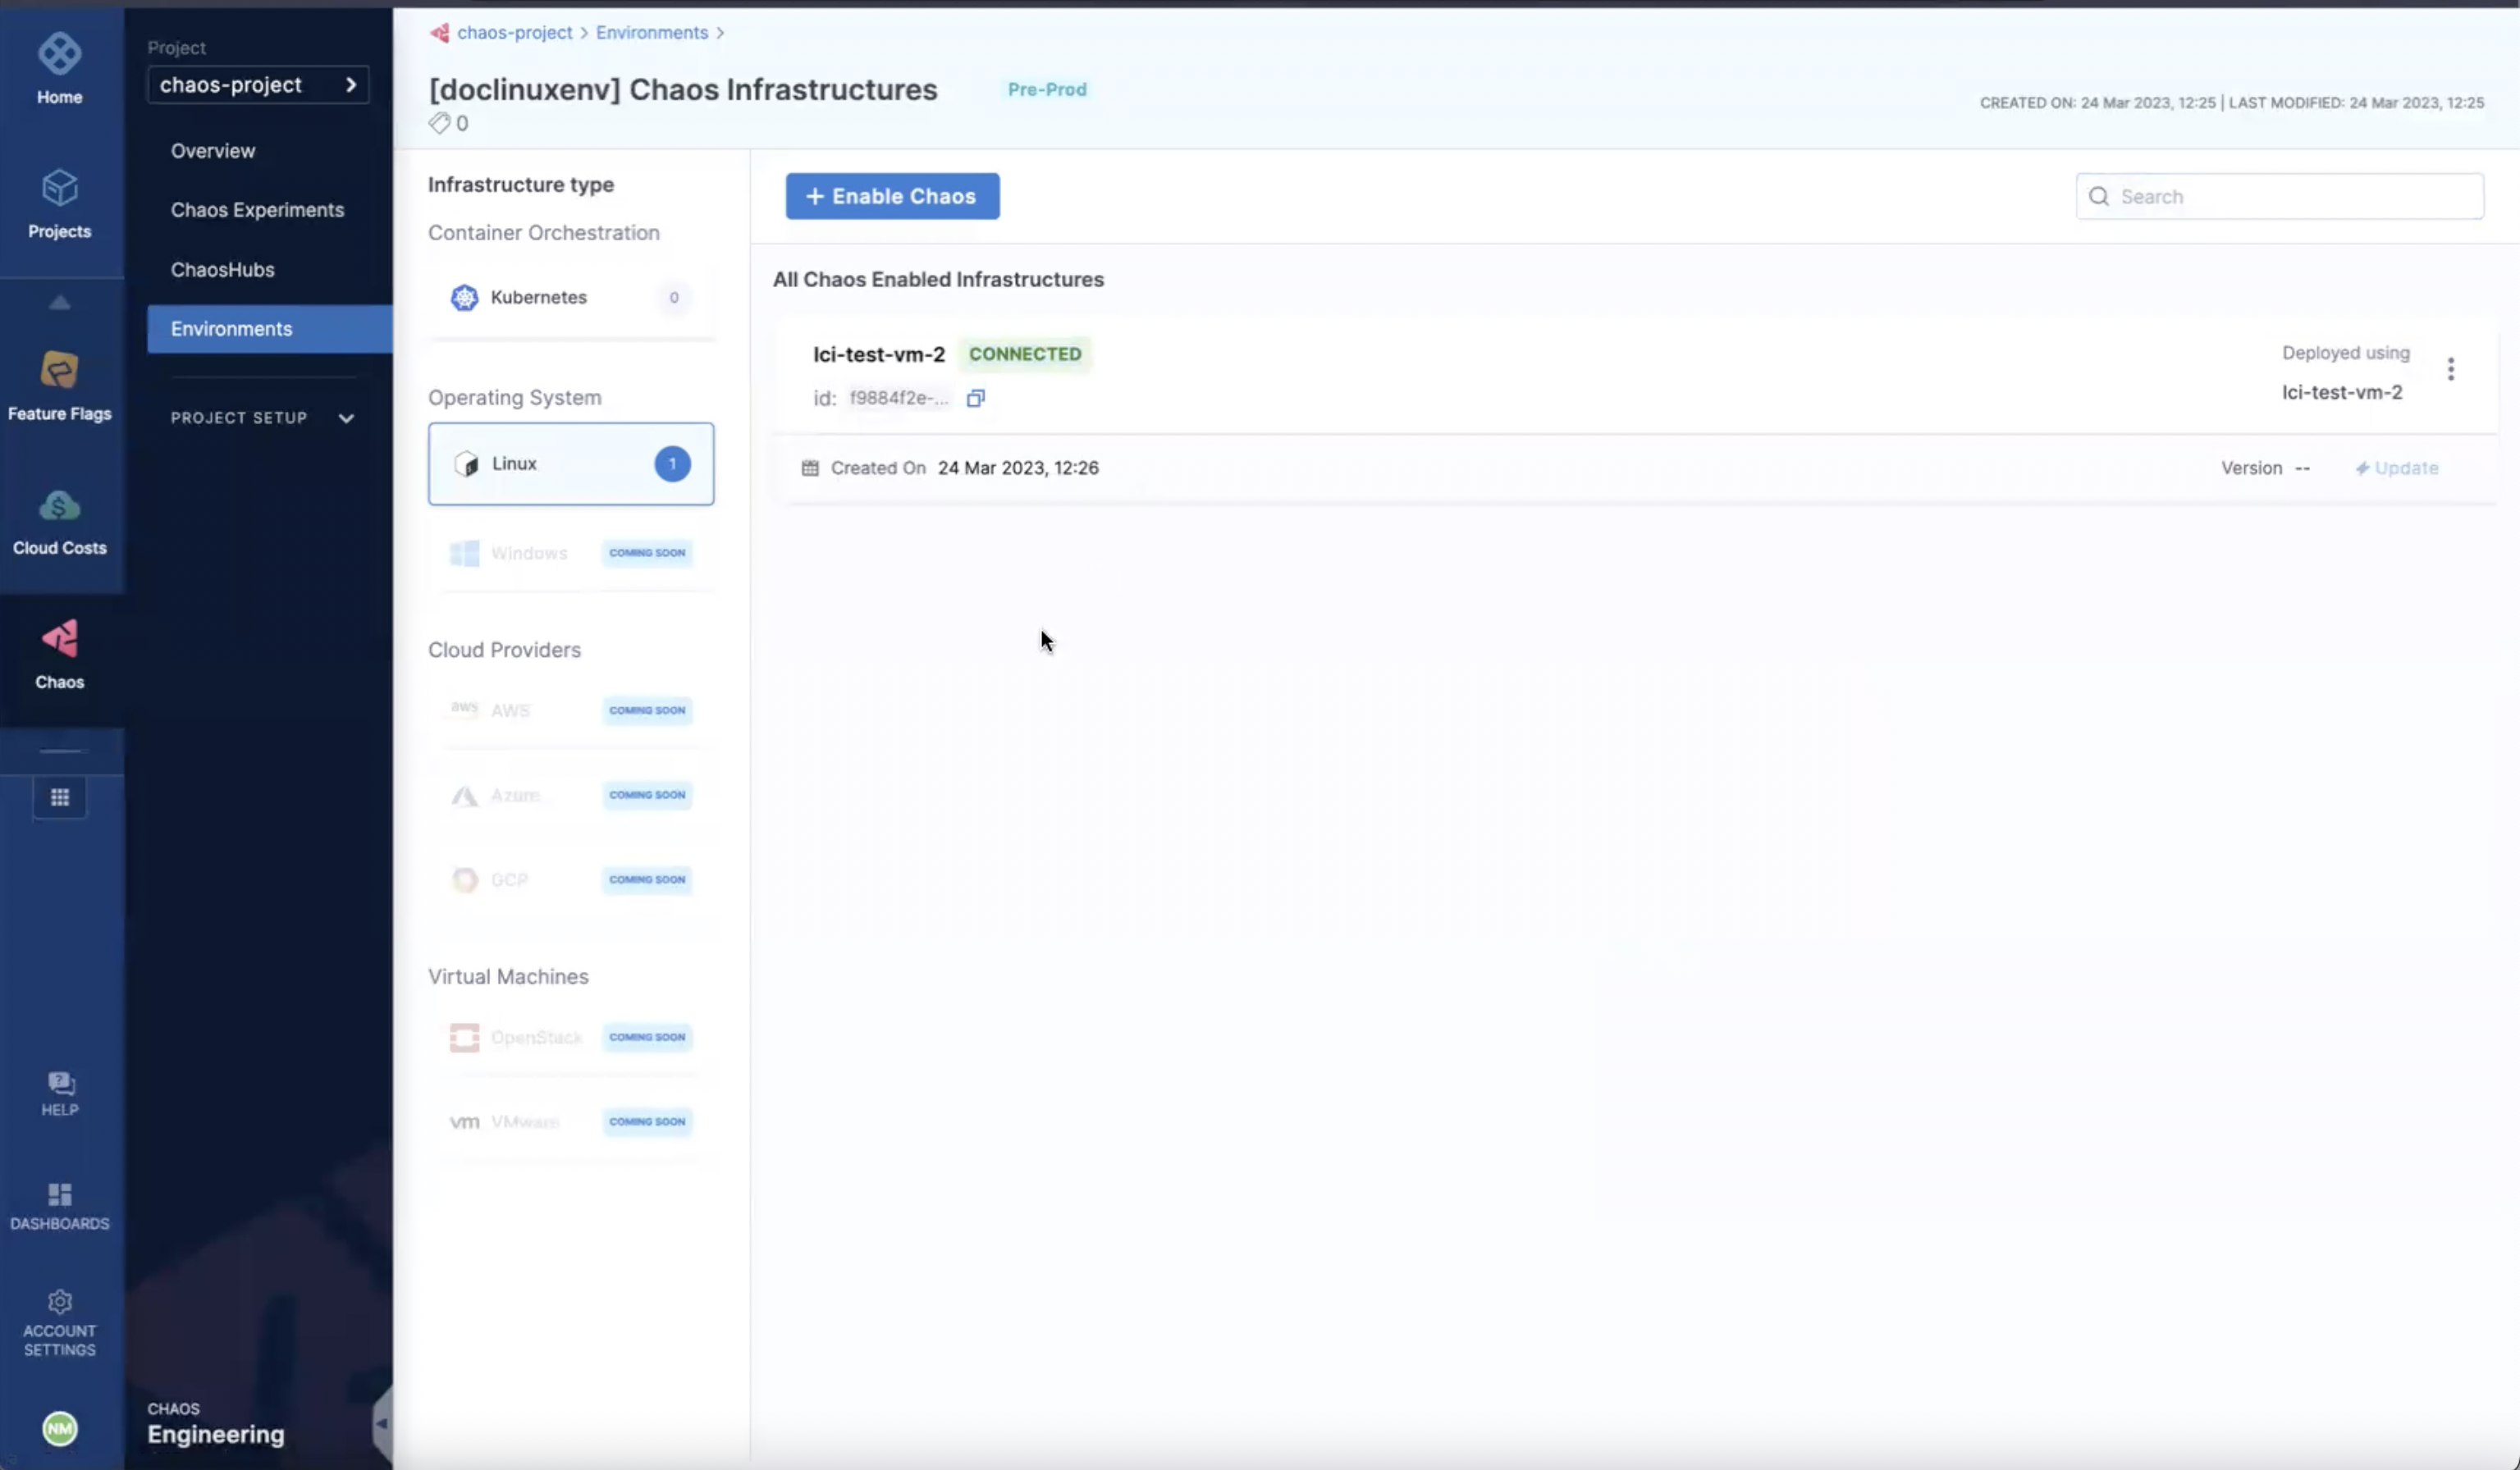 Home
Projects
Feature Flags
Cloud Costs
Chaos
HELP
DASHBOARDS
ACCOUNT
SETTINGS
NM
Project
chaos-project
Overview
Chaos Experiments
ChaosHubs
Environments
PROJECT SETUP
CHAOS
Engineering
chaos-project > Environments >
[doclinuxenv] Chaos Infrastructures Pre-Prod
0
CREATED ON: 24 Mar 2023, 12:25 | LAST MODIFIED: 24 Mar 2023, 12:25
Infrastructure type
Container Orchestration
Kubernetes 0
Operating System
Linux 1
Windows COMING SOON
Cloud Providers
aws AWS COMING SOON
Azure COMING SOON
GCP COMING SOON
Virtual Machines
OpenStack COMING SOON
vm VMware COMING SOON
+ Enable Chaos
Search
All Chaos Enabled Infrastructures
lci-test-vm-2 CONNECTED
id: f9884f2e-...
Deployed using
lci-test-vm-2
Created On 24 Mar 2023, 12:26
Version --
Update